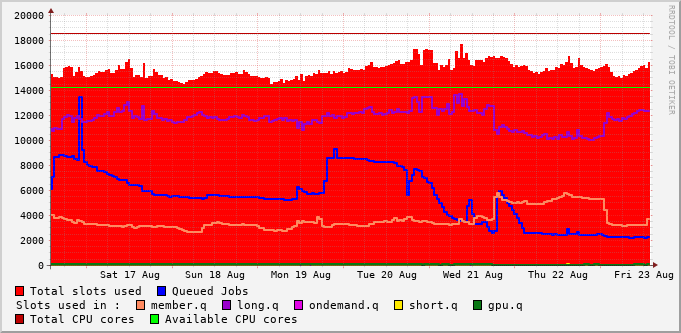 20000
18000
16000
14000
12000
10000
8000
6000
4000
2000
0
Sat 17 Aug Sun 18 Aug Mon 19 Aug Tue 20 Aug Wed 21 Aug Thu 22 Aug Fri 23 Aug
RRDTOOL / TOBI OETIKER
Total slots used Queued Jobs
Slots used in : member.q long.q ondemand.q short.q gpu.q
Total CPU cores Available CPU cores